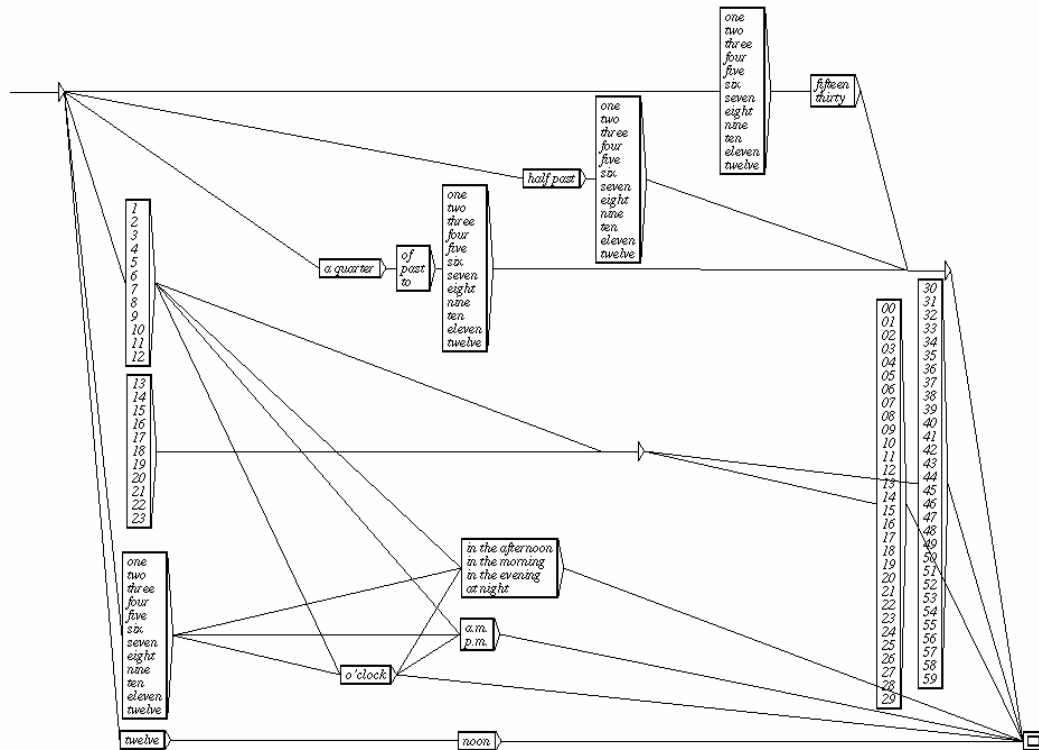 one
two
three
four
five
six
seven
eight
nine
ten
eleven
twelve
fifteen
thirty
half past
one
two
three
four
five
six
seven
eight
nine
ten
eleven
twelve
a quarter
of
past
to
one
two
three
four
five
six
seven
eight
nine
ten
eleven
twelve
1
2
3
4
5
6
7
8
9
10
11
12
13
14
15
16
17
18
19
20
21
22
23
00
01
02
03
04
05
06
07
08
09
10
11
12
13
14
15
16
17
18
19
20
21
22
23
24
25
26
27
28
29
30
31
32
33
34
35
36
37
38
39
40
41
42
43
44
45
46
47
48
49
50
51
52
53
54
55
56
57
58
59
one
two
three
four
five
six
seven
eight
nine
ten
eleven
twelve
in the afternoon
in the morning
in the evening
at night
a.m.
p.m.
o'clock
twelve
noon